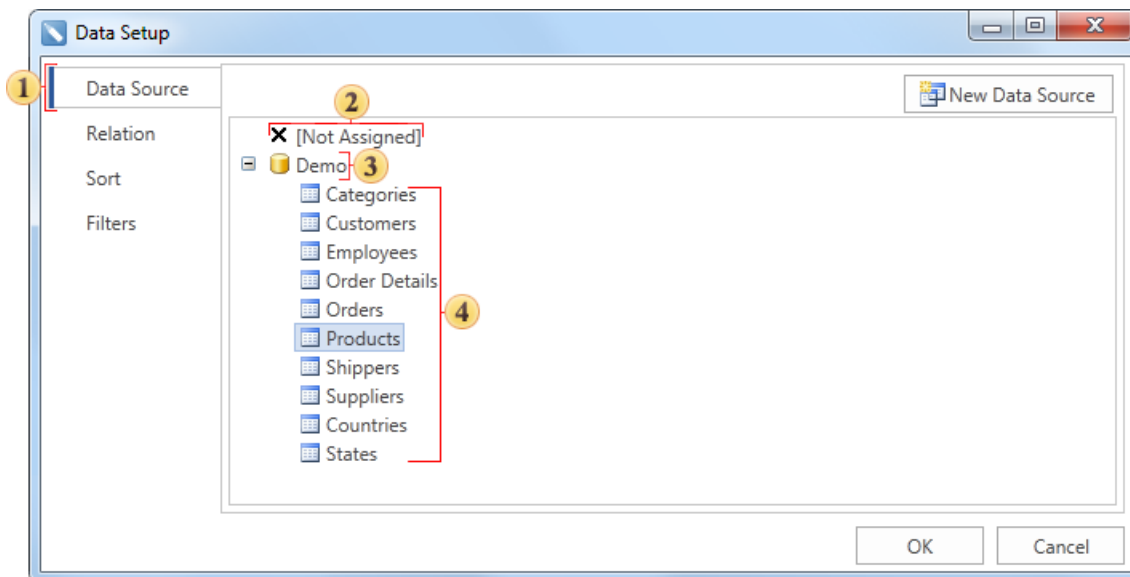 Data Setup
1
Data Source
New Data Source
2
Relation
[Not Assigned]
Demo 3
Sort
Categories
Filters
Customers
Employees
Order Details
Orders 4
Products
Shippers
Suppliers
Countries
States
OK Cancel